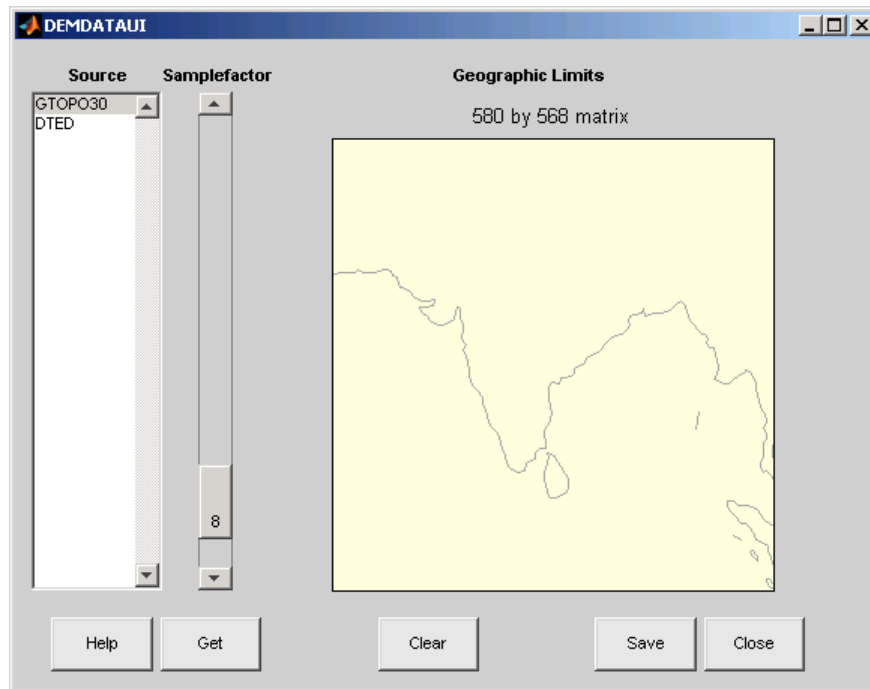 DEMDATAUI
Source
Samplefactor
Geographic Limits
GTOPO30
DTED
580 by 568 matrix
8
Help
Get
Clear
Save
Close